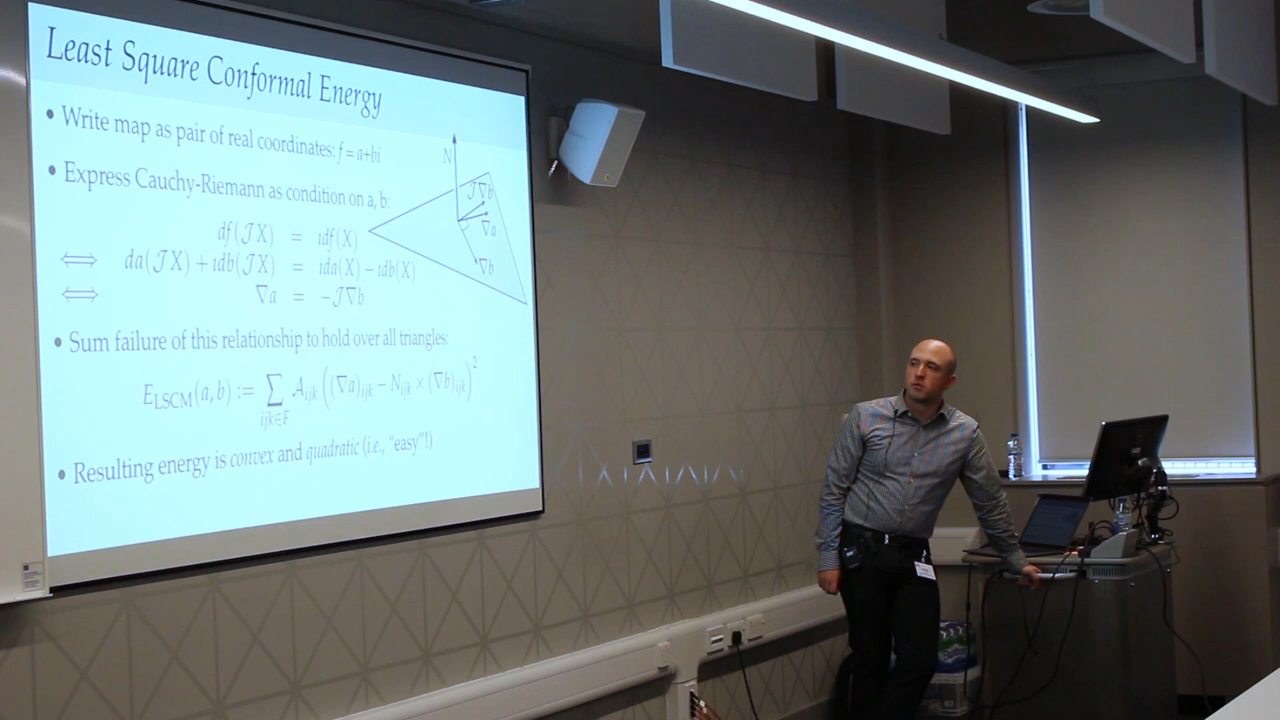 Least Square Conformal Energy
• Write map as pair of real coordinates: f = a+bi
• Express Cauchy-Riemann as condition on a, b:
df(𝒥X) = ıdf(X)
⟺ da(𝒥X) + ıdb(𝒥X) = ıda(X) − ıdb(X)
⟺ ∇a = −𝒥∇b
N
𝒥∇b
∇a
∇b
• Sum failure of this relationship to hold over all triangles:
E_LSCM(a, b) := ∑_{ijk∈F} 𝒜_ijk ((∇a)_ijk − N_ijk × (∇b)_ijk)²
• Resulting energy is convex and quadratic (i.e., "easy"!)